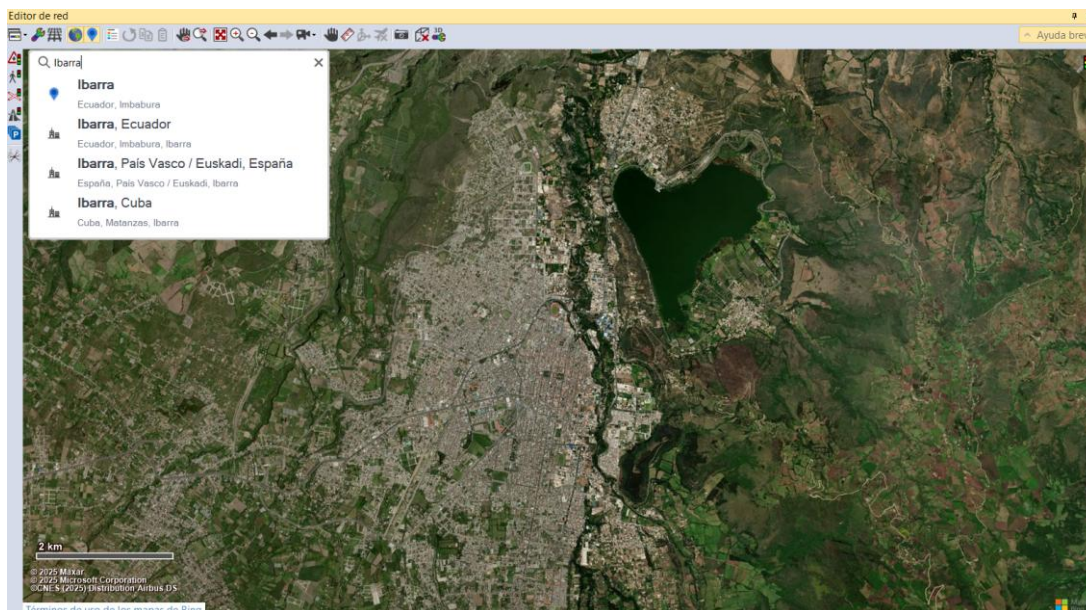 Editor de red
Ayuda brev
3D
Ibarra
Ibarra
Ecuador, Imbabura
Ibarra, Ecuador
Ecuador, Imbabura, Ibarra
Ibarra, País Vasco / Euskadi, España
España, País Vasco / Euskadi, Ibarra
Ibarra, Cuba
Cuba, Matanzas, Ibarra
2 km
© 2025 Maxar
© 2025 Microsoft Corporation
©CNES (2025) Distribution Airbus DS
Términos de uso de los mapas de Bing